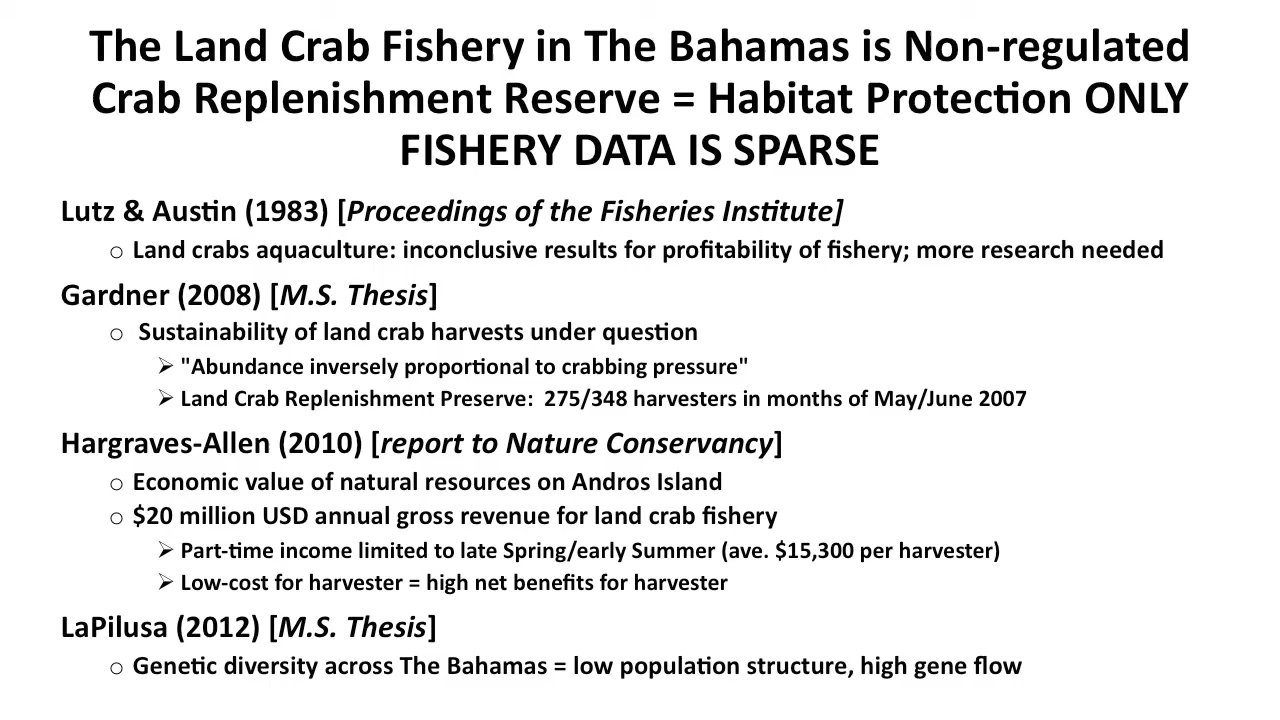 The Land Crab Fishery in The Bahamas is Non-regulated
Crab Replenishment Reserve = Habitat Protection ONLY
FISHERY DATA IS SPARSE
Lutz & Austin (1983) [Proceedings of the Fisheries Institute]
○ Land crabs aquaculture: inconclusive results for profitability of fishery; more research needed
Gardner (2008) [M.S. Thesis]
○ Sustainability of land crab harvests under question
➢ "Abundance inversely proportional to crabbing pressure"
➢ Land Crab Replenishment Preserve: 275/348 harvesters in months of May/June 2007
Hargraves-Allen (2010) [report to Nature Conservancy]
○ Economic value of natural resources on Andros Island
○ $20 million USD annual gross revenue for land crab fishery
➢ Part-time income limited to late Spring/early Summer (ave. $15,300 per harvester)
➢ Low-cost for harvester = high net benefits for harvester
LaPilusa (2012) [M.S. Thesis]
○ Genetic diversity across The Bahamas = low population structure, high gene flow